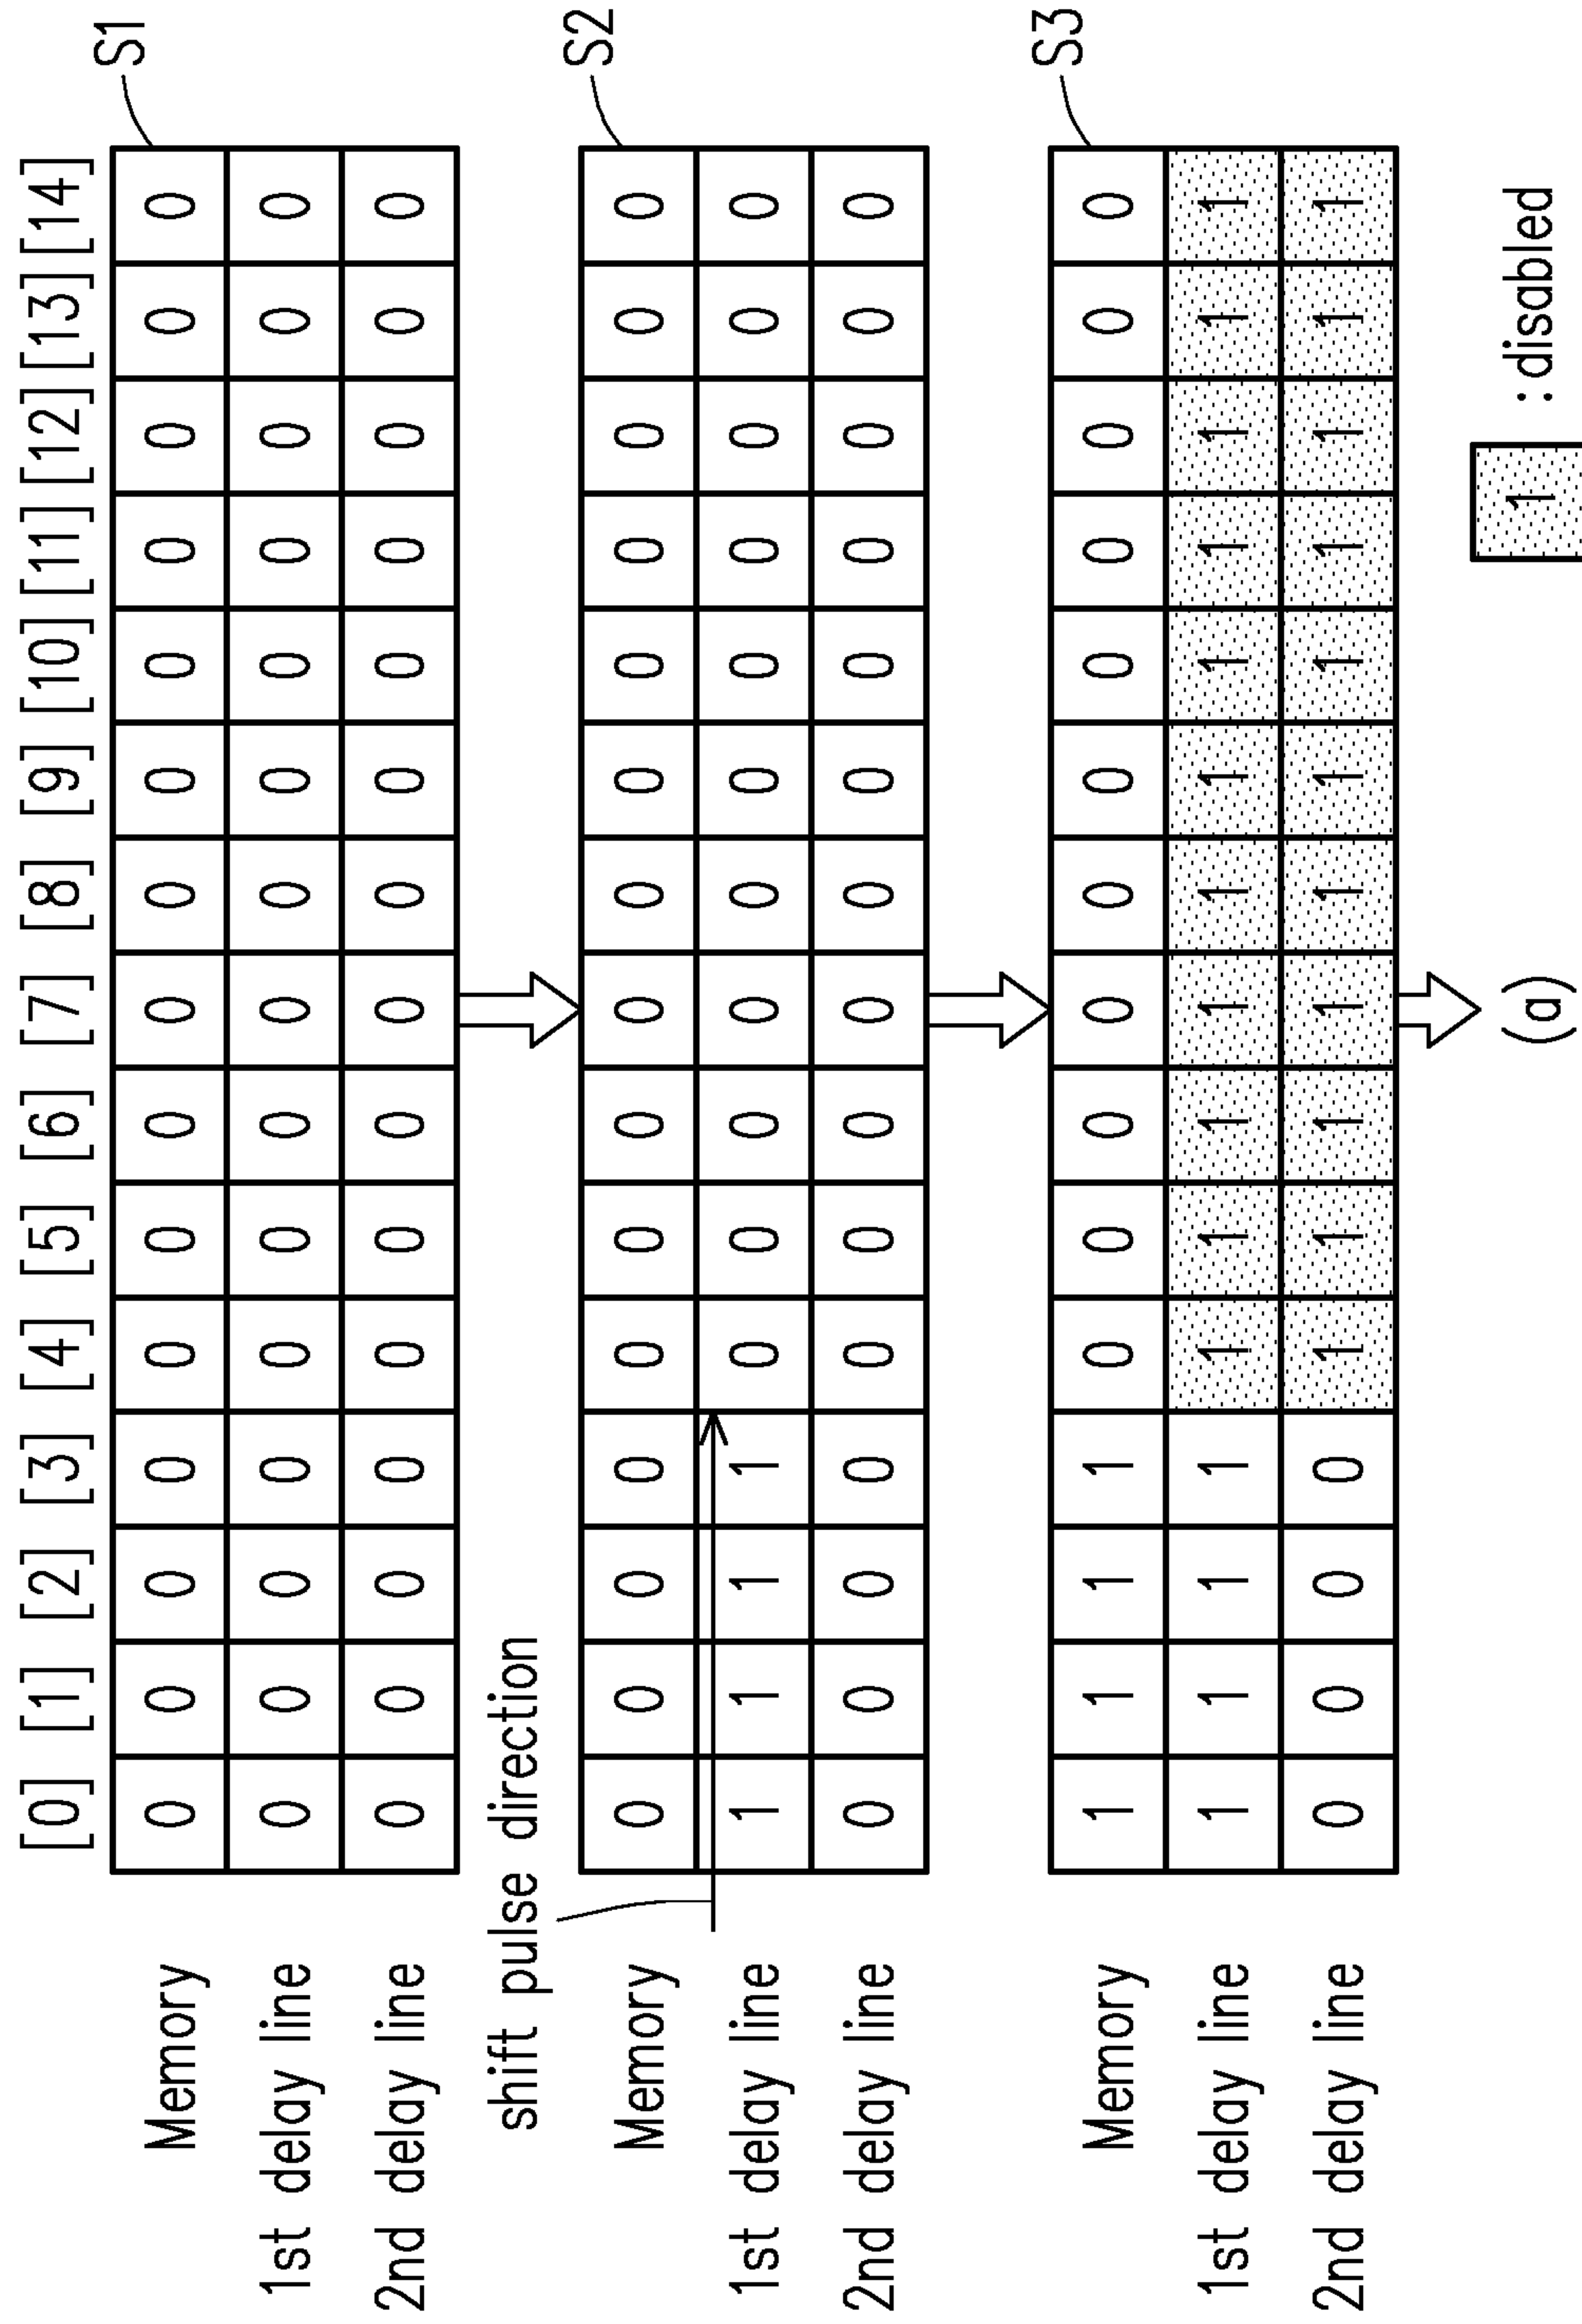 [0] [1] [2] [3] [4] [5] [6] [7] [8] [9] [10] [11] [12] [13] [14]
S1
Memory 0 0 0 0 0 0 0 0 0 0 0 0 0 0 0
1st delay line 0 0 0 0 0 0 0 0 0 0 0 0 0 0 0
2nd delay line 0 0 0 0 0 0 0 0 0 0 0 0 0 0 0
shift pulse direction
S2
Memory 0 0 0 0 0 0 0 0 0 0 0 0 0 0 0
1st delay line 1 1 1 1 0 0 0 0 0 0 0 0 0 0 0
2nd delay line 0 0 0 0 0 0 0 0 0 0 0 0 0 0 0
S3
Memory 1 1 1 1 0 0 0 0 0 0 0 0 0 0 0
1st delay line 1 1 1 1 1 1 1 1 1 1 1 1 1 1 1
2nd delay line 0 0 0 0 1 1 1 1 1 1 1 1 1 1 1
(a)
1 :disabled